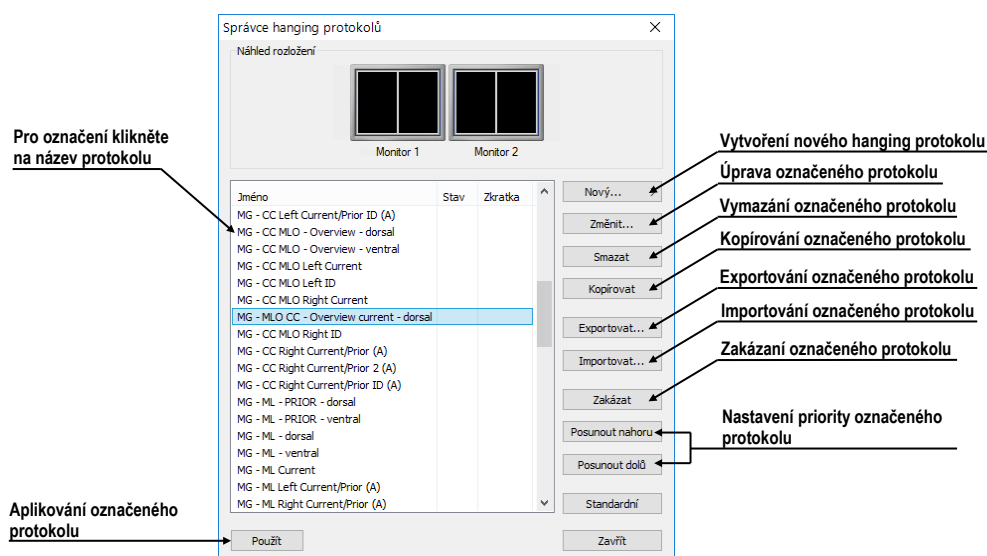 Správce hanging protokolů
Náhled rozložení
Monitor 1
Monitor 2
Pro označení klikněte
na název protokolu
Jméno Stav Zkratka
MG - CC Left Current/Prior ID (A)
MG - CC MLO - Overview - dorsal
MG - CC MLO - Overview - ventral
MG - CC MLO Left Current
MG - CC MLO Left ID
MG - CC MLO Right Current
MG - MLO CC - Overview current - dorsal
MG - CC MLO Right ID
MG - CC Right Current/Prior (A)
MG - CC Right Current/Prior 2 (A)
MG - CC Right Current/Prior ID (A)
MG - ML - PRIOR - dorsal
MG - ML - PRIOR - ventral
MG - ML - dorsal
MG - ML - ventral
MG - ML Current
MG - ML Left Current/Prior (A)
MG - ML Right Current/Prior (A)
Nový...
Změnit...
Smazat
Kopírovat
Exportovat...
Importovat...
Zakázat
Posunout nahoru
Posunout dolů
Standardní
Použít
Zavřít
Vytvoření nového hanging protokolu
Úprava označeného protokolu
Vymazání označeného protokolu
Kopírování označeného protokolu
Exportování označeného protokolu
Importování označeného protokolu
Zakázaní označeného protokolu
Nastavení priority označeného
protokolu
Aplikování označeného
protokolu